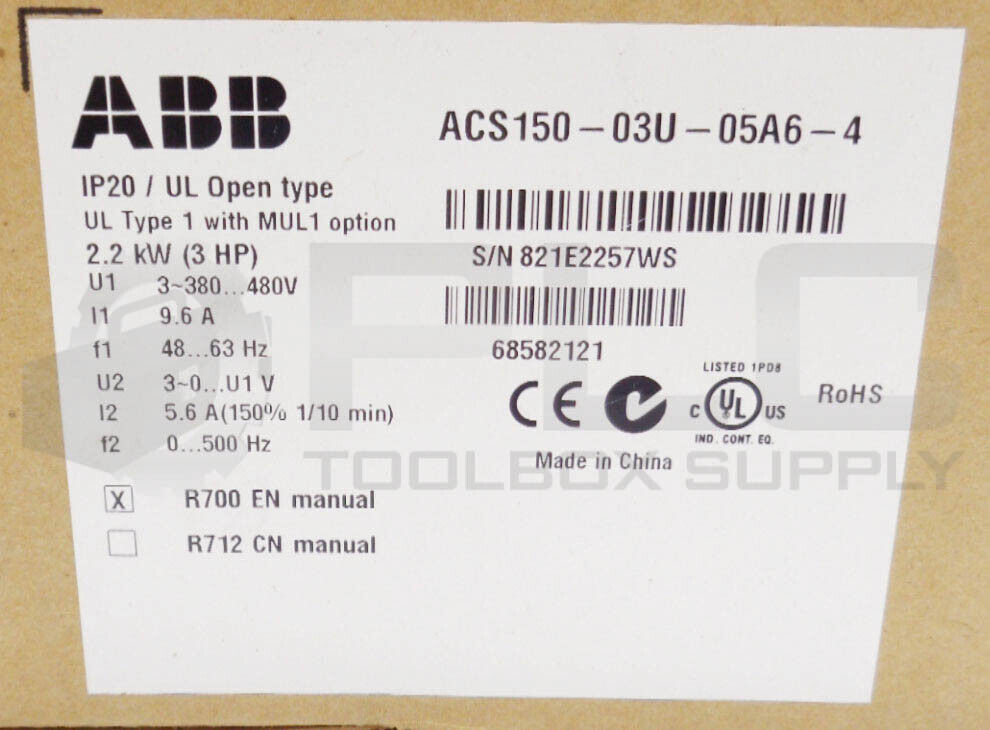 ABB
ACS150-03U-05A6-4
IP20 / UL Open type
UL Type 1 with MUL1 option
2.2 kW (3 HP)
S/N 821E2257WS
U1 3~380...480V
I1 9.6 A
f1 48...63 Hz
68582121
U2 3~0...U1 V
I2 5.6 A(150% 1/10 min)
f2 0...500 Hz
CE
LISTED 1PD8
C UL US
IND. CONT. EQ.
RoHS
Made in China
X R700 EN manual
R712 CN manual
PLC
TOOLBOX SUPPLY